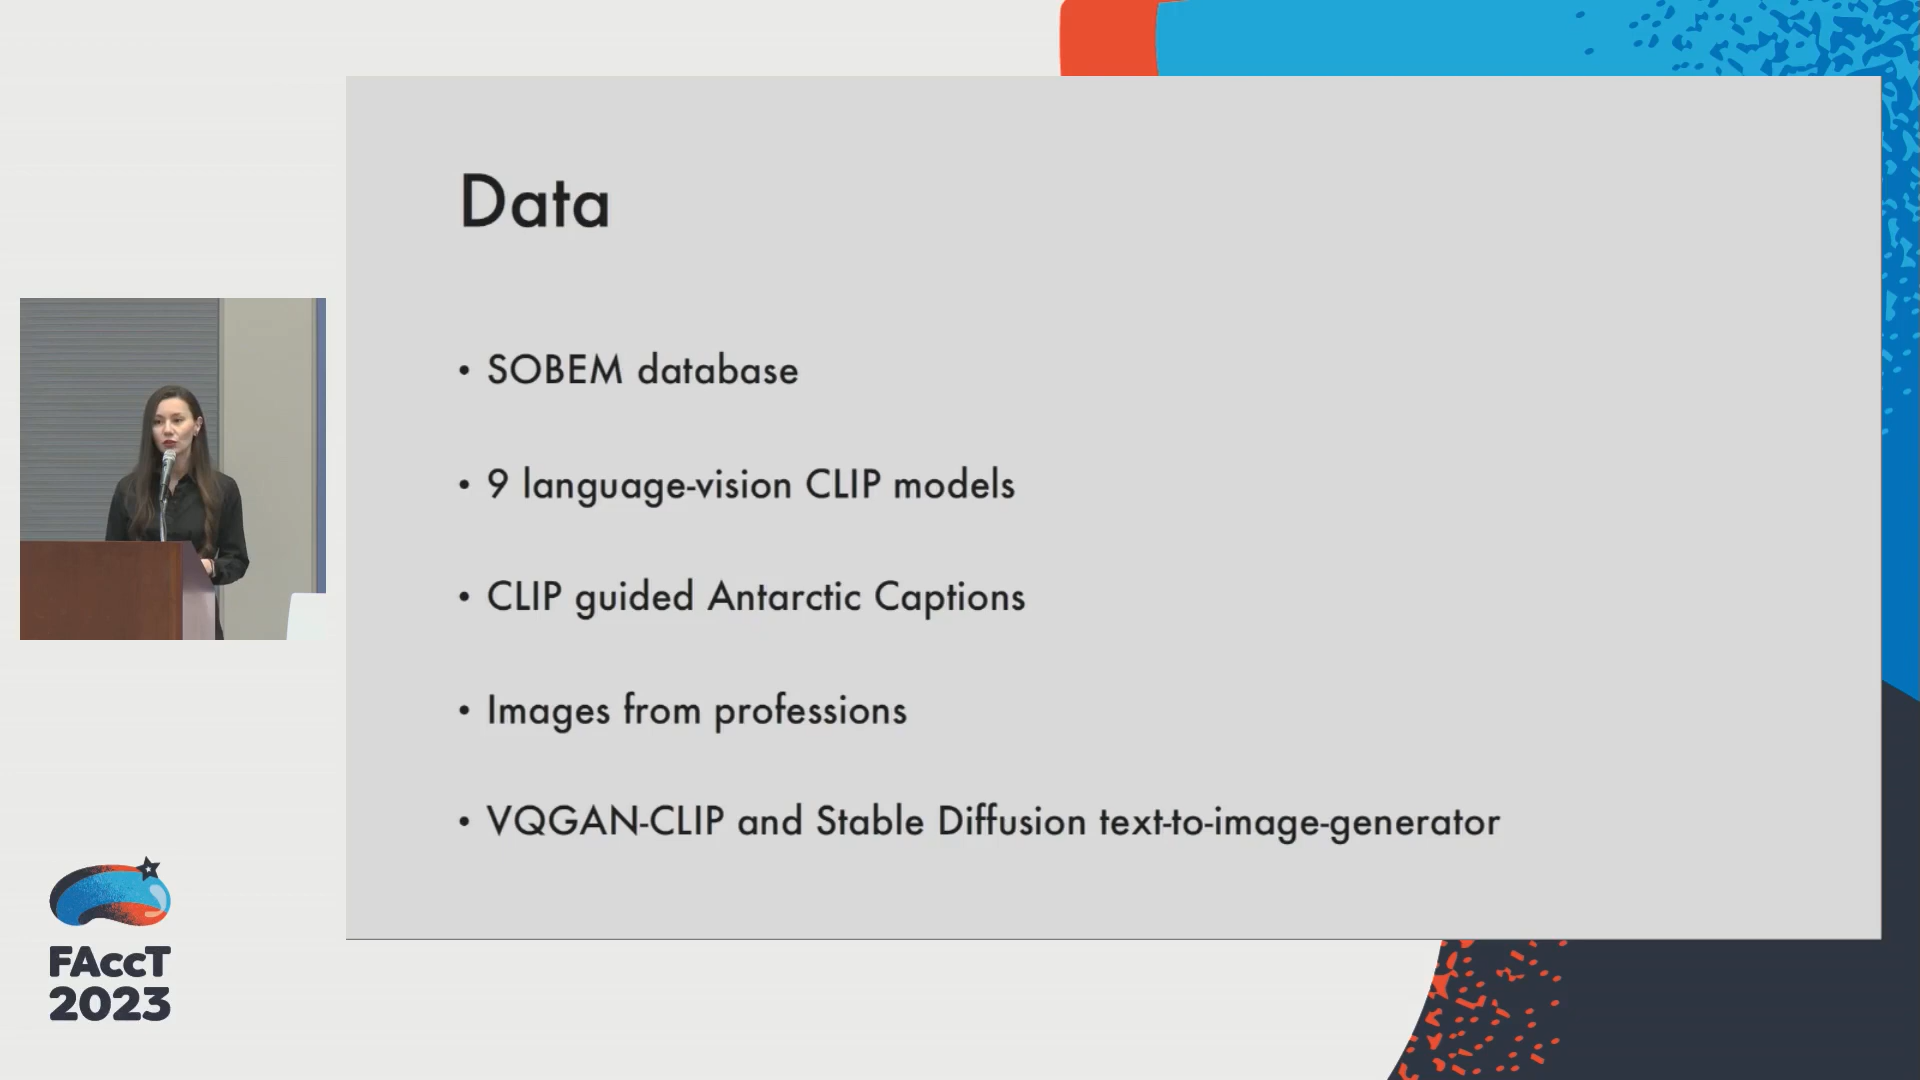 Data
• SOBEM database
• 9 language-vision CLIP models
• CLIP guided Antarctic Captions
• Images from professions
• VQGAN-CLIP and Stable Diffusion text-to-image-generator
FAccT
2023